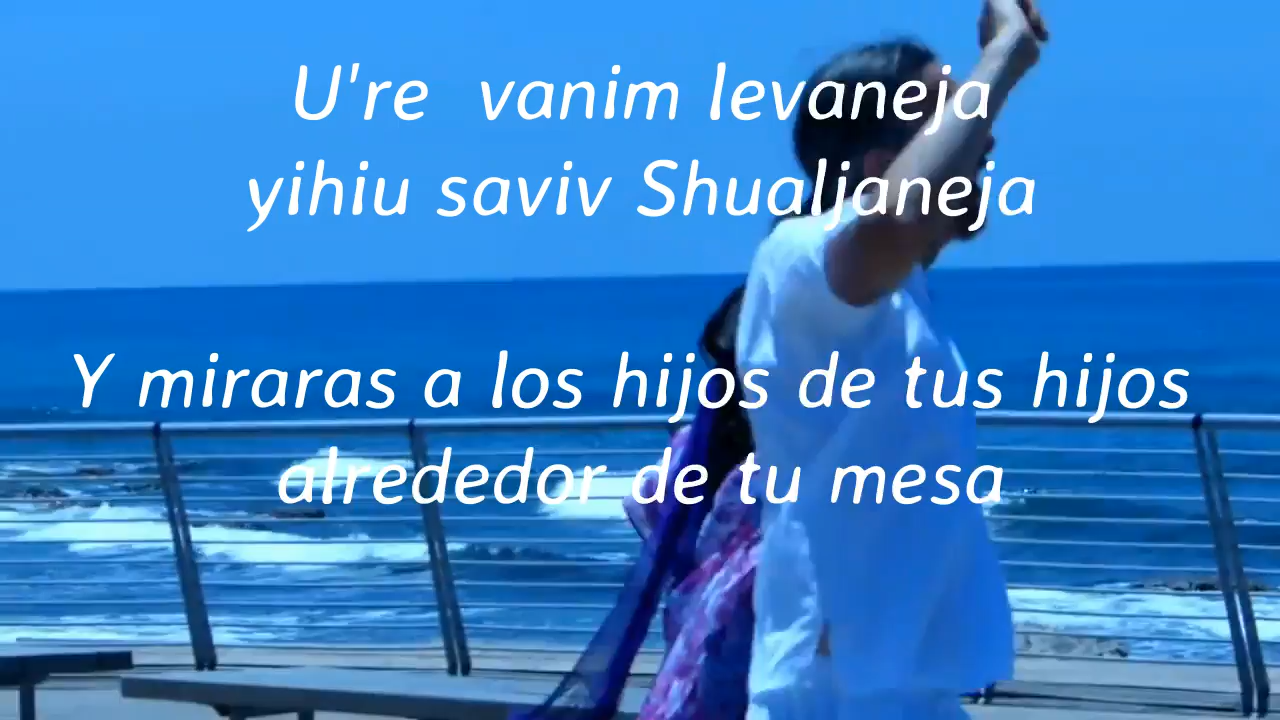 U're vanim levaneja
yihiu saviv Shualjaneja
Y miraras a los hijos de tus hijos
alrededor de tu mesa